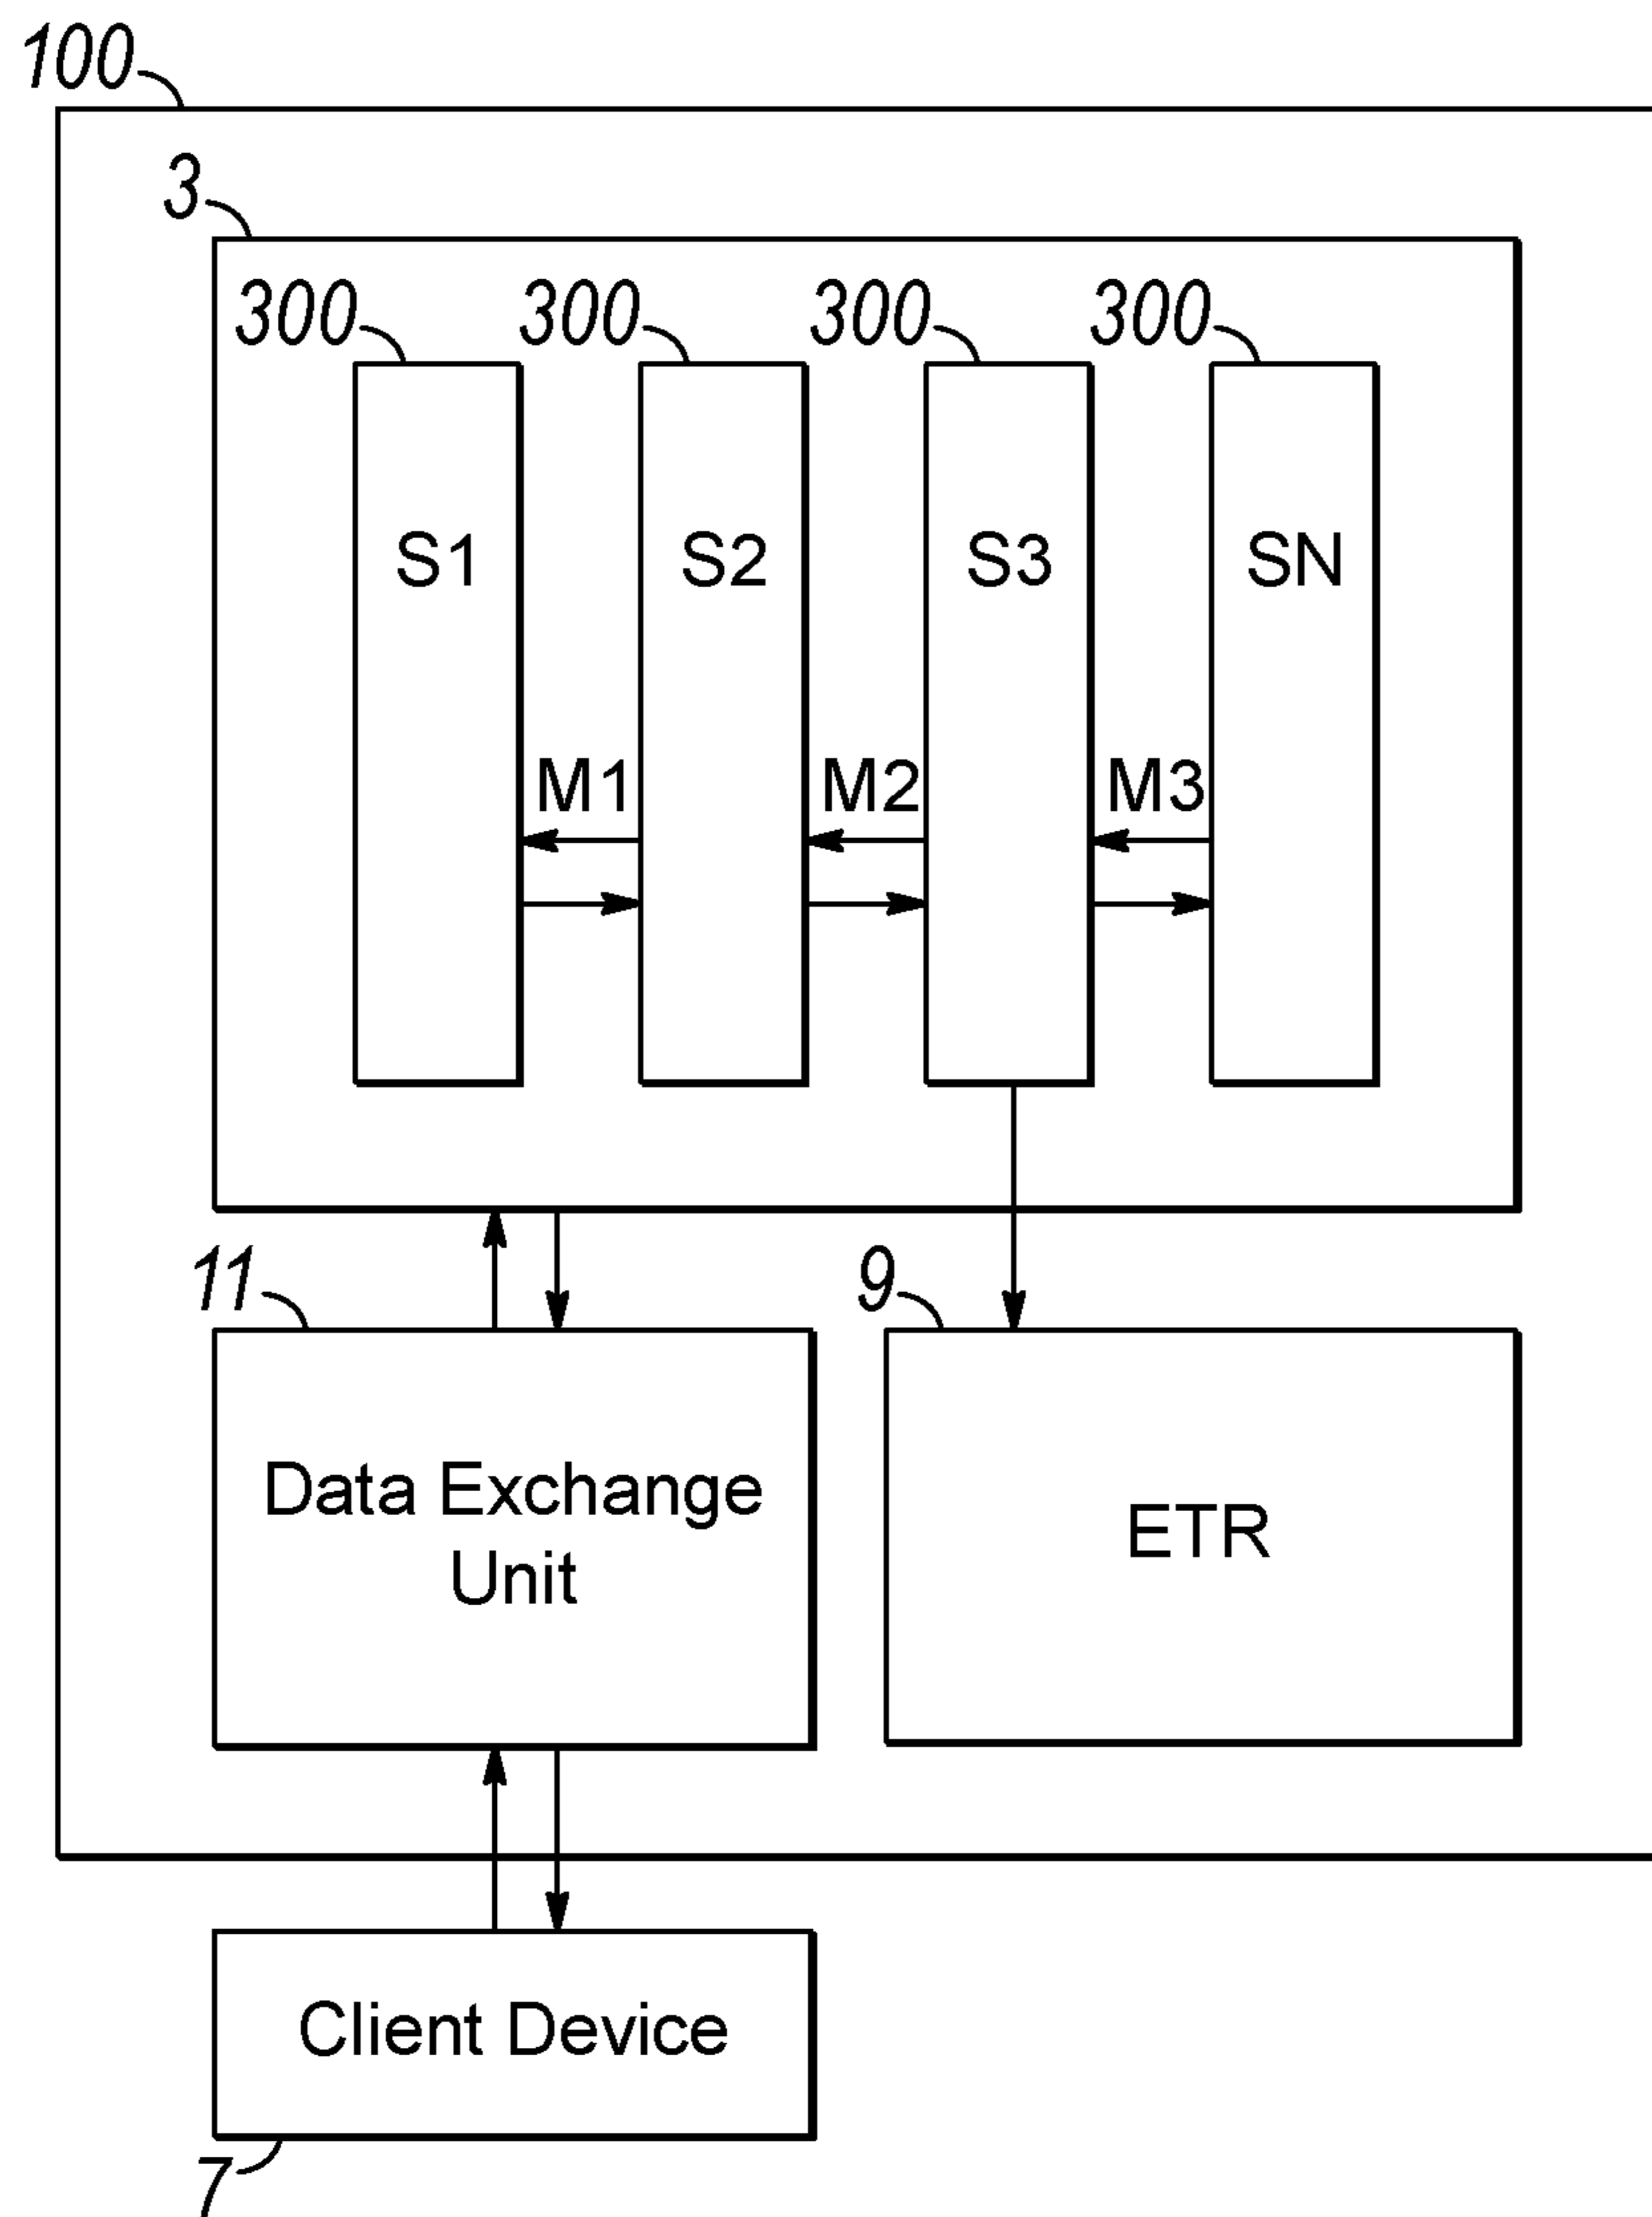 100
3
300 300 300 300
S1 S2 S3 SN
M1 M2 M3
11 9
Data Exchange
Unit
ETR
Client Device
7